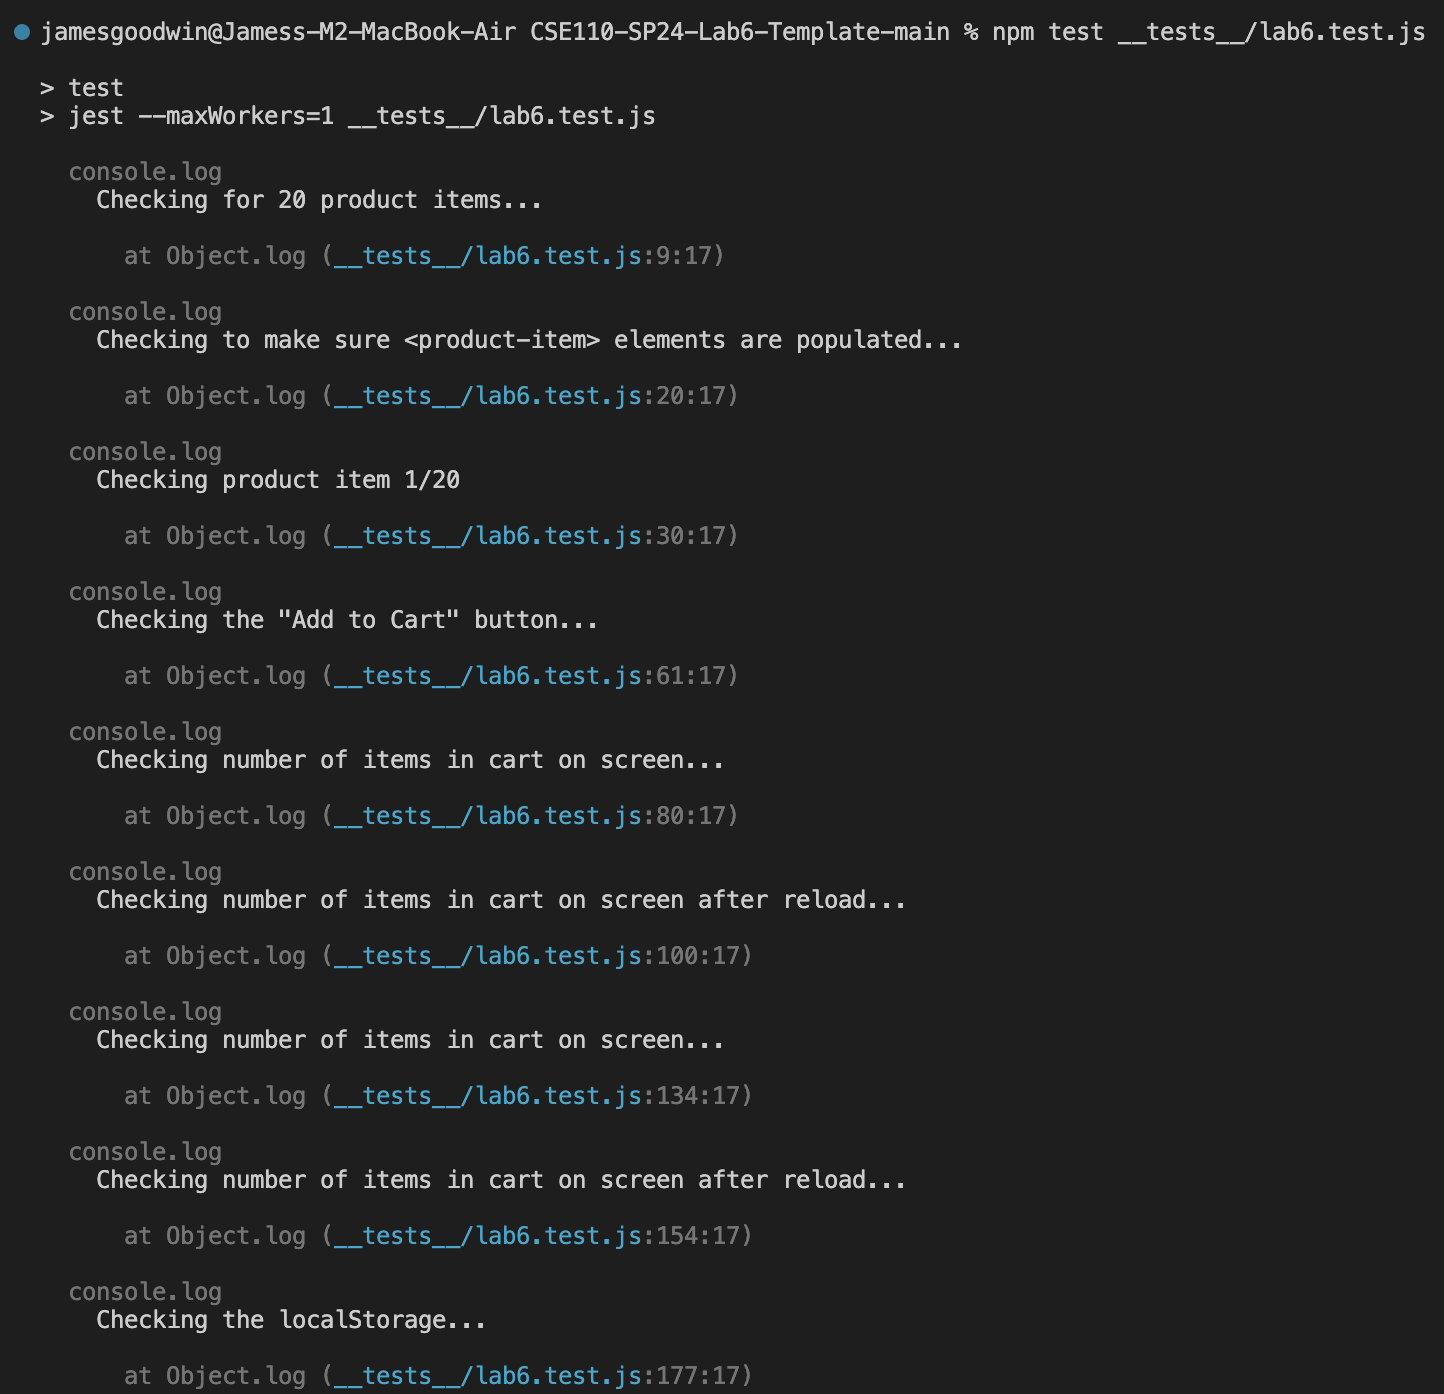 jamesgoodwin@Jamess-M2-MacBook-Air CSE110-SP24-Lab6-Template-main % npm test __tests__/lab6.test.js
> test
> jest --maxWorkers=1 __tests__/lab6.test.js
console.log
Checking for 20 product items...
at Object.log (__tests__/lab6.test.js:9:17)
console.log
Checking to make sure <product-item> elements are populated...
at Object.log (__tests__/lab6.test.js:20:17)
console.log
Checking product item 1/20
at Object.log (__tests__/lab6.test.js:30:17)
console.log
Checking the "Add to Cart" button...
at Object.log (__tests__/lab6.test.js:61:17)
console.log
Checking number of items in cart on screen...
at Object.log (__tests__/lab6.test.js:80:17)
console.log
Checking number of items in cart on screen after reload...
at Object.log (__tests__/lab6.test.js:100:17)
console.log
Checking number of items in cart on screen...
at Object.log (__tests__/lab6.test.js:134:17)
console.log
Checking number of items in cart on screen after reload...
at Object.log (__tests__/lab6.test.js:154:17)
console.log
Checking the localStorage...
at Object.log (__tests__/lab6.test.js:177:17)